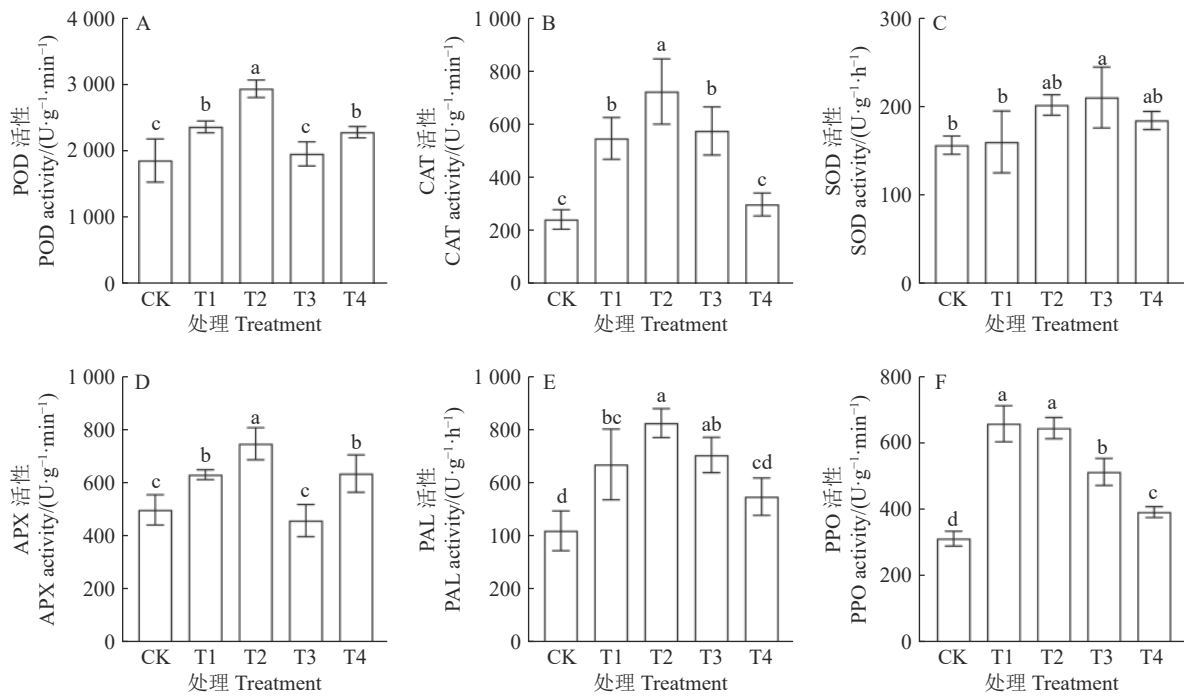 A
POD 活性
POD activity/(U·g⁻¹·min⁻¹)
4 000
3 000
2 000
1 000
0
c
b
a
c
b
CK T1 T2 T3 T4
处理 Treatment
B
CAT 活性
CAT activity/(U·g⁻¹·min⁻¹)
1 000
800
600
400
200
0
c
b
a
b
c
CK T1 T2 T3 T4
处理 Treatment
C
SOD 活性
SOD activity/(U·g⁻¹·h⁻¹)
300
200
100
0
b
b
ab
a
ab
CK T1 T2 T3 T4
处理 Treatment
D
APX 活性
APX activity/(U·g⁻¹·min⁻¹)
1 000
800
600
400
200
0
c
b
a
c
b
CK T1 T2 T3 T4
处理 Treatment
E
PAL 活性
PAL activity/(U·g⁻¹·h⁻¹)
1 000
800
600
100
200
0
d
bc
a
ab
cd
CK T1 T2 T3 T4
处理 Treatment
F
PPO 活性
PPO activity/(U·g⁻¹·min⁻¹)
800
600
400
200
0
d
a
a
b
c
CK T1 T2 T3 T4
处理 Treatment